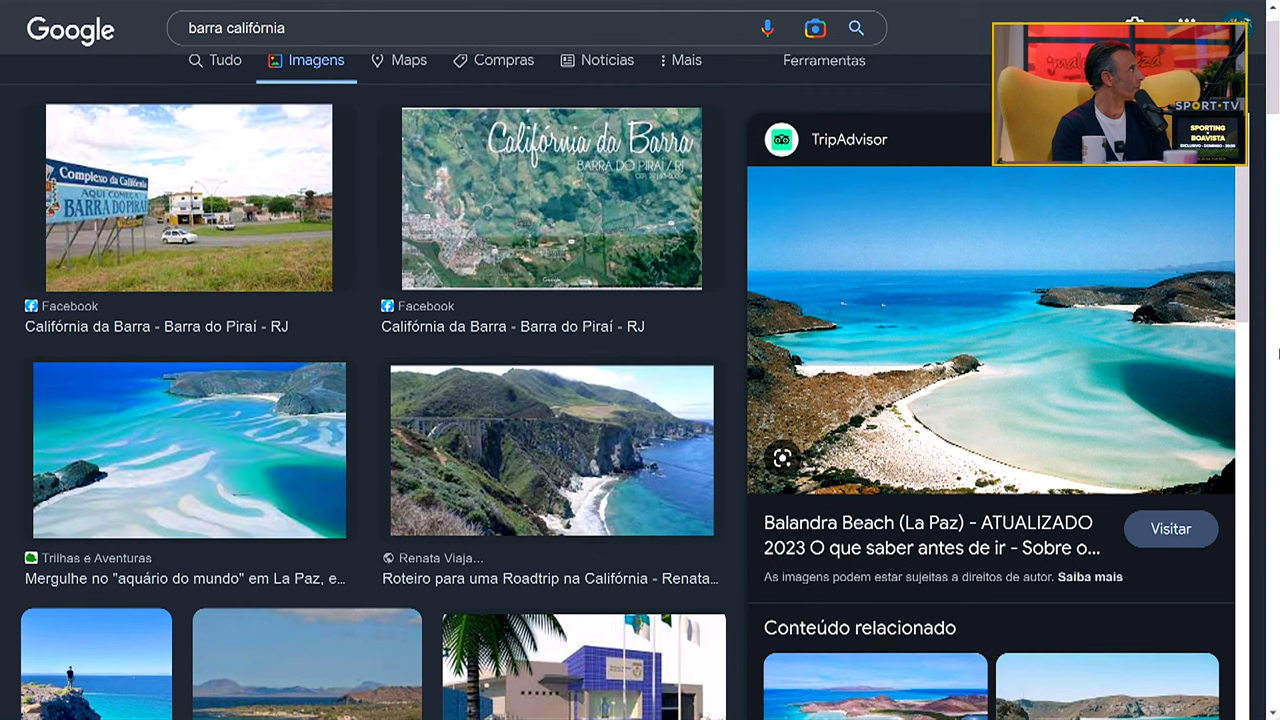 Google
barra califórnia
Tudo
Imagens
Maps
Compras
Notícias
Mais
Ferramentas
SPORT•TV
SPORTING
BOAVISTA
EXCLUSIVO - DOMINGO - 20:30
Complexo da Califórnia
AQUI COMEÇA
BARRA DO PIRAÍ
Califórnia da Barra
BARRA DO PIRAÍ / RJ
TripAdvisor
Facebook
Califórnia da Barra - Barra do Piraí - RJ
Facebook
Califórnia da Barra - Barra do Piraí - RJ
Trilhas e Aventuras
Mergulhe no "aquário do mundo" em La Paz, e...
Renata Viaja...
Roteiro para uma Roadtrip na Califórnia - Renata...
Balandra Beach (La Paz) - ATUALIZADO
2023 O que saber antes de ir - Sobre o...
Visitar
As imagens podem estar sujeitas a direitos de autor. Saiba mais
Conteúdo relacionado